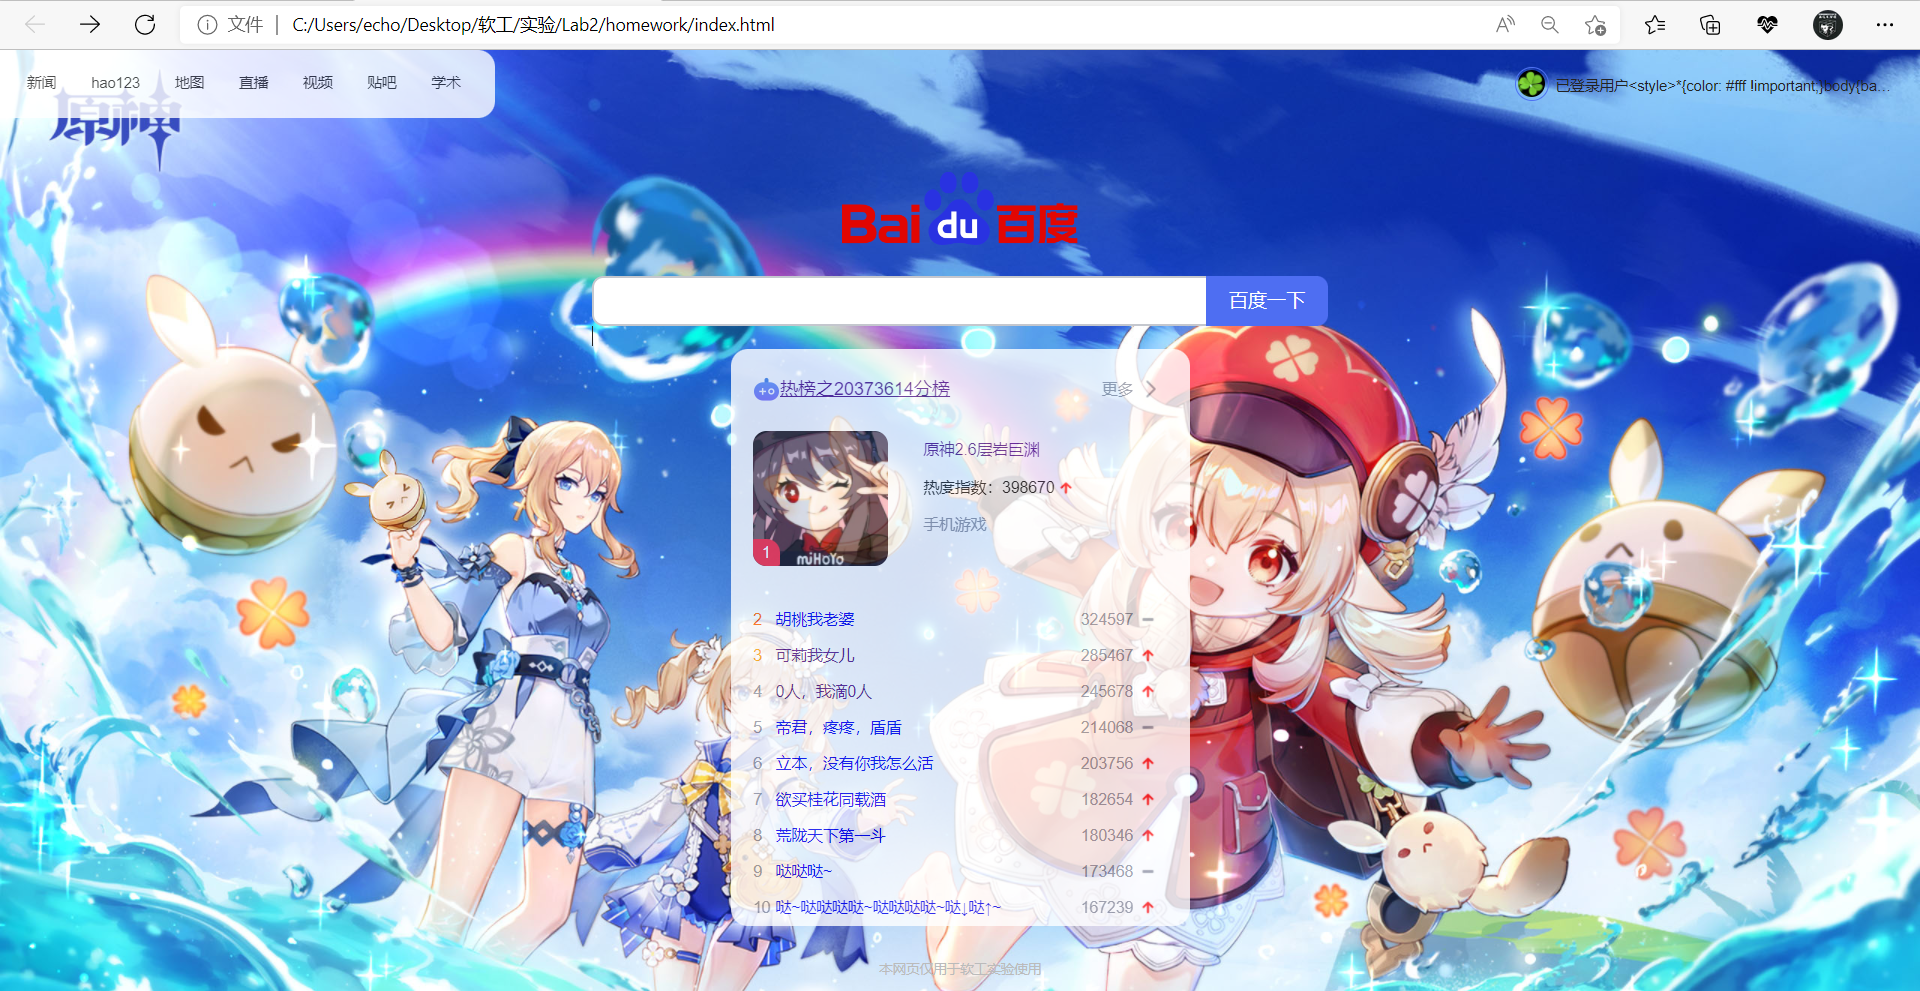 文件 C:/Users/echo/Desktop/软工/实验/Lab2/homework/index.html
新闻 hao123 地图 直播 视频 贴吧 学术
已登录用户<style>*{color: #fff !important;}body{ba...
原神
Bai du 百度
百度一下
热榜之20373614分榜 更多
原神2.6层岩巨渊
热度指数：398670
手机游戏
1
miHoYo
2 胡桃我老婆 324597
3 可莉我女儿 285467
4 0人，我滴0人 245678
5 帝君，疼疼，盾盾 214068
6 立本，没有你我怎么活 203756
7 欲买桂花同载酒 182654
8 荒陇天下第一斗 180346
9 哒哒哒~ 173468
10 哒~哒哒哒哒~哒哒哒哒~哒↓哒↑~ 167239
本网页仅用于软工实验使用